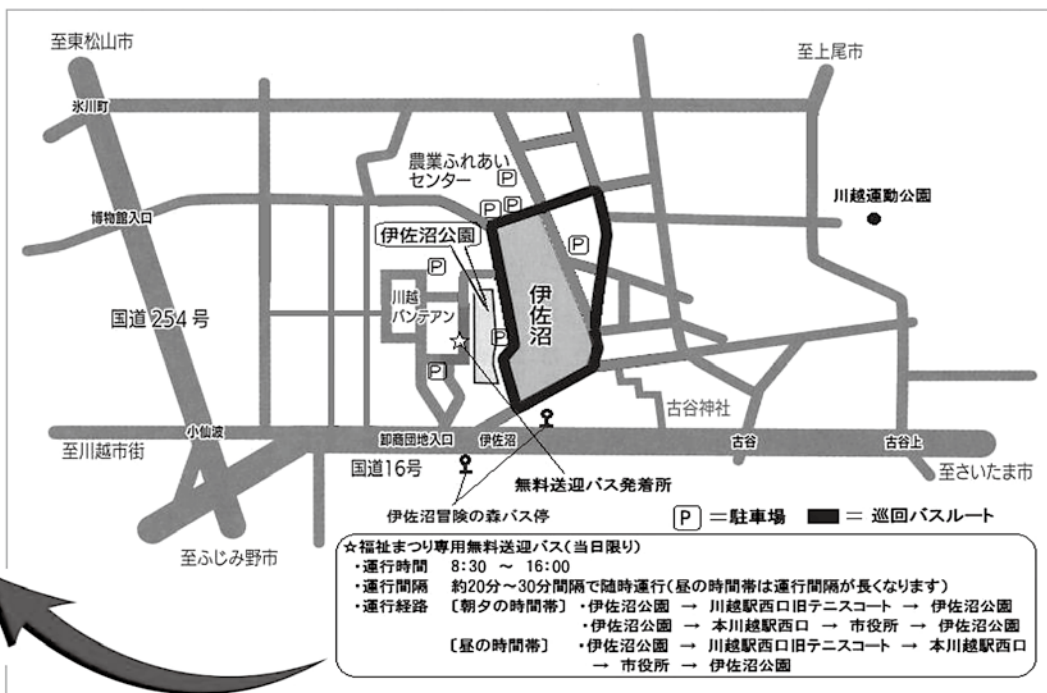 至東松山市
至上尾市
氷川町
農業ふれあい
センター
P
P
P
川越運動公園
博物館入口
伊佐沼公園
P
P
川越
パンテアン
伊佐沼
国道254号
P
P
古谷神社
小仙波
卸商団地入口
伊佐沼
古谷
古谷上
至川越市街
国道16号
至さいたま市
無料送迎バス発着所
伊佐沼冒険の森バス停
P =駐車場
= 巡回バスルート
至ふじみ野市
☆福祉まつり専用無料送迎バス(当日限り)
・運行時間 8:30 ～ 16:00
・運行間隔 約20分～30分間隔で随時運行(昼の時間帯は運行間隔が長くなります)
・運行経路 〔朝夕の時間帯〕・伊佐沼公園 → 川越駅西口旧テニスコート → 伊佐沼公園
・伊佐沼公園 → 本川越駅西口 → 市役所 → 伊佐沼公園
〔昼の時間帯〕 ・伊佐沼公園 → 川越駅西口旧テニスコート → 本川越駅西口
→ 市役所 → 伊佐沼公園